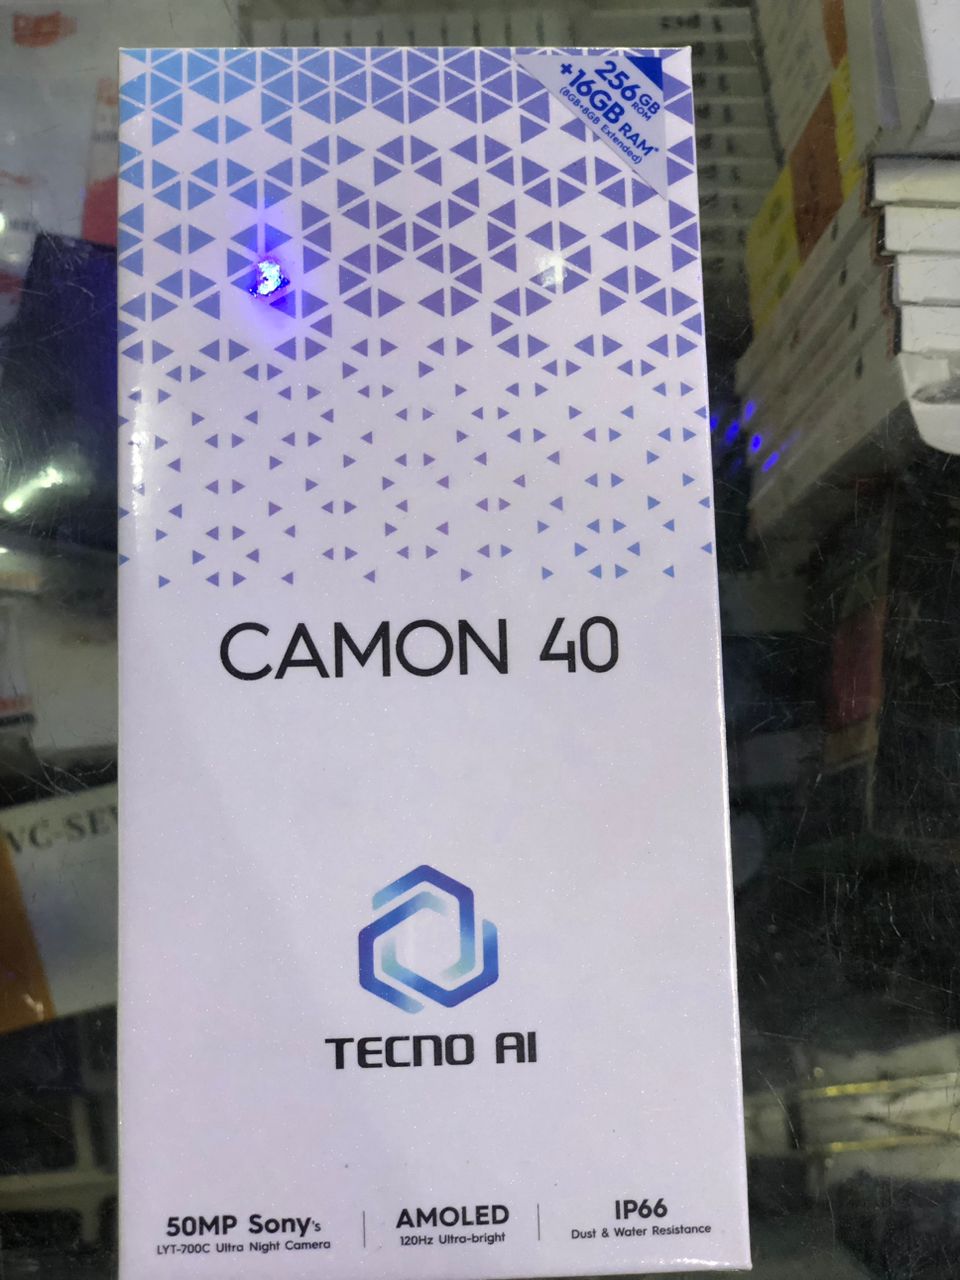 256GB ROM
+16GB RAM*
(8GB+8GB Extended)
CAMON 40
TECNO AI
50MP Sony's
LYT-700C Ultra Night Camera
AMOLED
120Hz Ultra-bright
IP66
Dust & Water Resistance